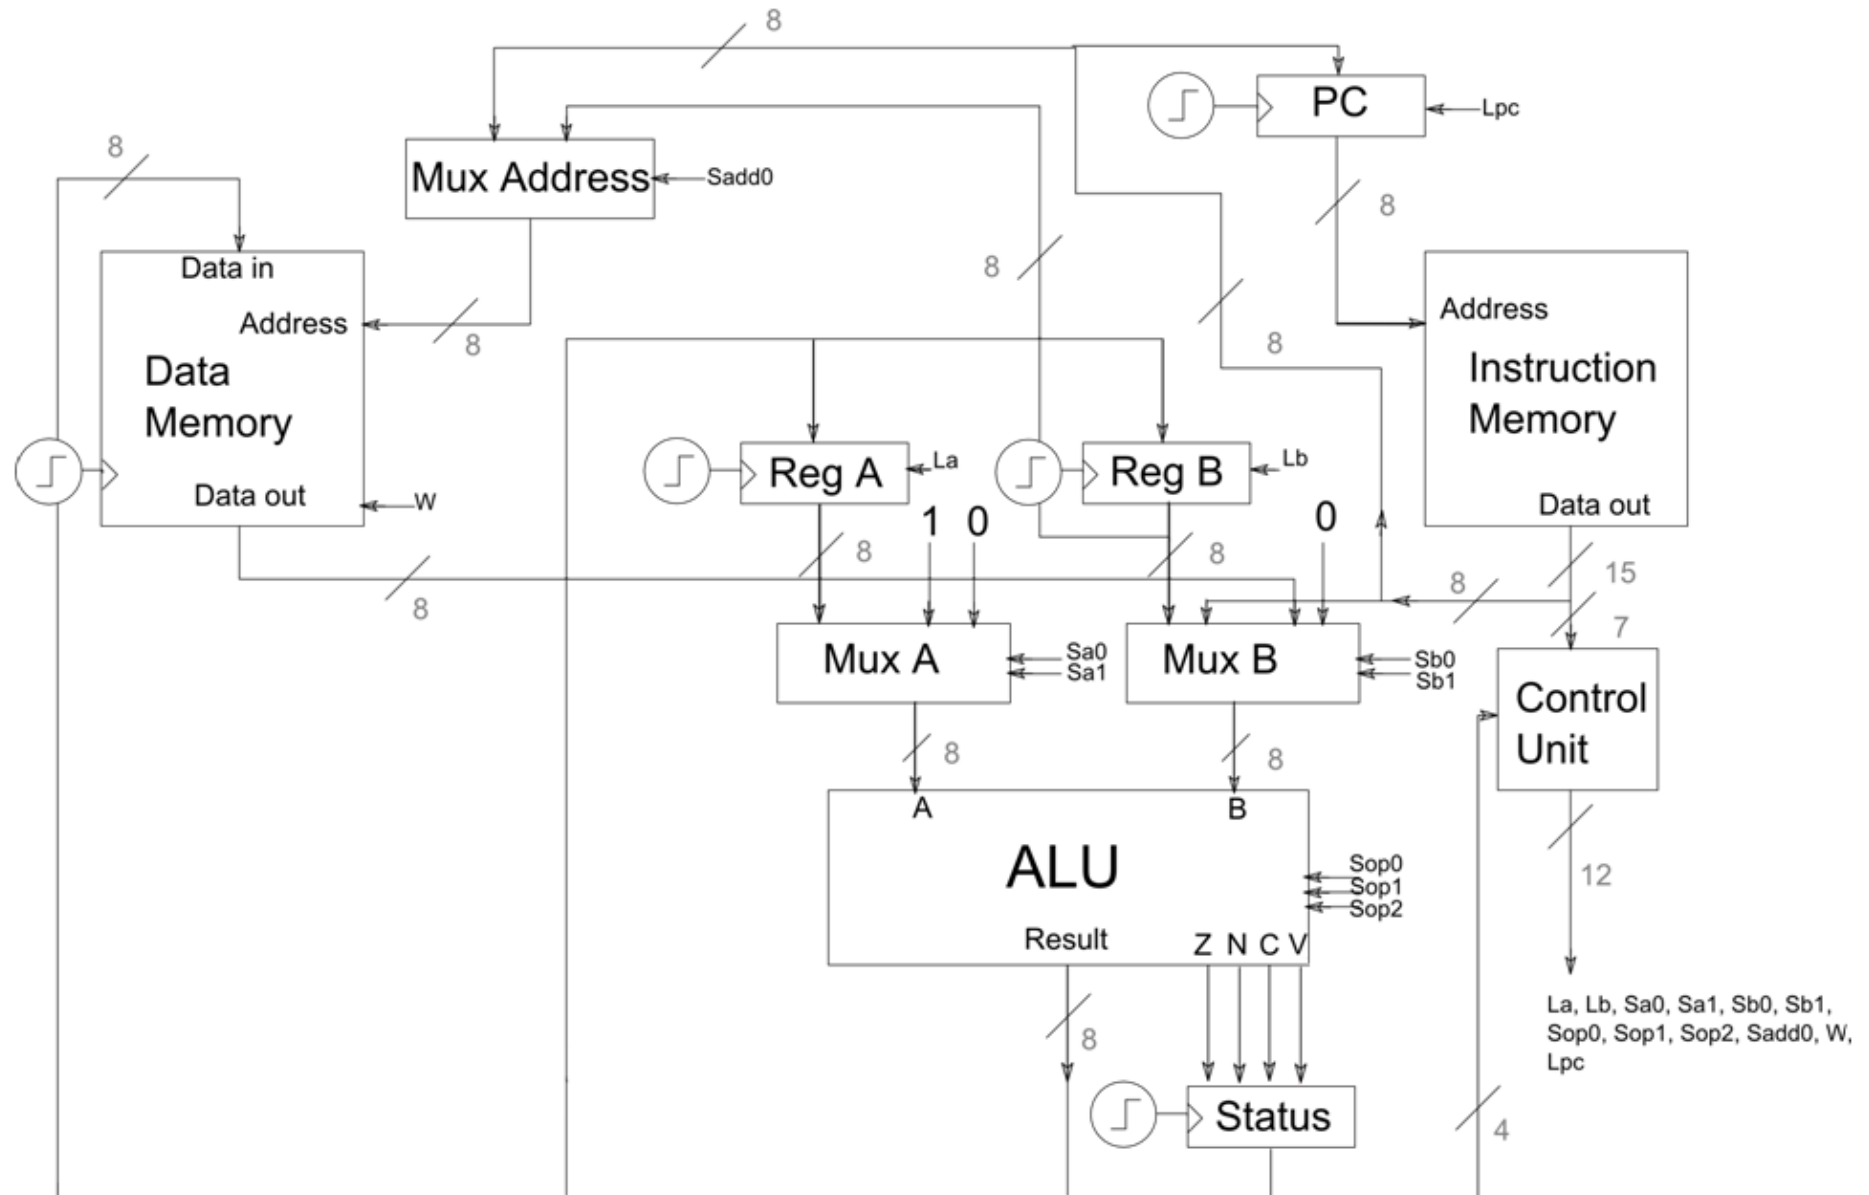 8
PC
Lpc
8
Mux Address
Sadd0
8
8
Data in
Address
8
8
8
Address
Data
Memory
Instruction
Memory
Reg A
La
Reg B
Lb
Data out
W
Data out
1 0
0
8
8
8
8
15
7
Mux A
Sa0
Sa1
Mux B
Sb0
Sb1
Control
Unit
8
8
A
B
ALU
Sop0
Sop1
Sop2
12
Result
Z N C V
8
La, Lb, Sa0, Sa1, Sb0, Sb1,
Sop0, Sop1, Sop2, Sadd0, W,
Lpc
Status
4